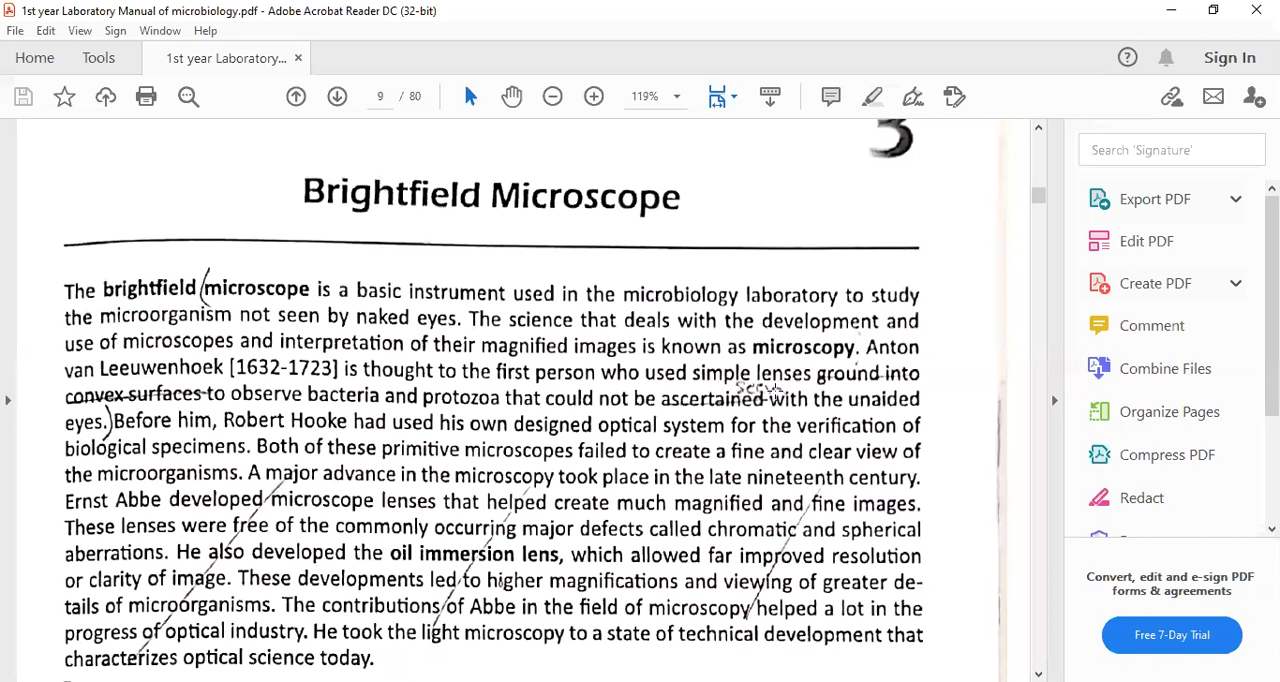 1st year Laboratory Manual of microbiology.pdf - Adobe Acrobat Reader DC (32-bit)
File Edit View Sign Window Help
Home Tools 1st year Laboratory... × Sign In
9 / 80 119%
3
Search 'Signature'
Brightfield Microscope
Export PDF
Edit PDF
Create PDF
Comment
Combine Files
Organize Pages
Compress PDF
Redact
Convert, edit and e-sign PDF
forms & agreements
Free 7-Day Trial
The brightfield (microscope is a basic instrument used in the microbiology laboratory to study
the microorganism not seen by naked eyes. The science that deals with the development and
use of microscopes and interpretation of their magnified images is known as microscopy. Anton
van Leeuwenhoek [1632-1723] is thought to the first person who used simple lenses ground into
convex surfaces to observe bacteria and protozoa that could not be ascertained with the unaided
eyes.) Before him, Robert Hooke had used his own designed optical system for the verification of
biological specimens. Both of these primitive microscopes failed to create a fine and clear view of
the microorganisms. A major advance in the microscopy took place in the late nineteenth century.
Ernst Abbe developed microscope lenses that helped create much magnified and fine images.
These lenses were free of the commonly occurring major defects called chromatic and spherical
aberrations. He also developed the oil immersion lens, which allowed far improved resolution
or clarity of image. These developments led to higher magnifications and viewing of greater de-
tails of microorganisms. The contributions of Abbe in the field of microscopy helped a lot in the
progress of optical industry. He took the light microscopy to a state of technical development that
characterizes optical science today.